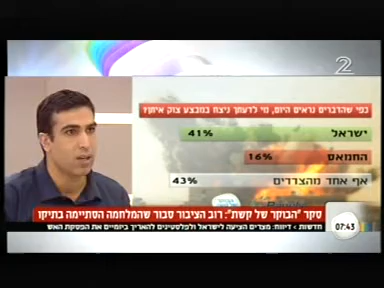 2
כפי שהדברים נראים היום, מי לדעתך ניצח במבצע צוק איתן?
ישראל 41%
החמאס 16%
אף אחד מהצדדים 43%
סקר "הבוקר של קשת": רוב הציבור סבור שהמלחמה הסתיימה בתיקו
חדשות > דיווח: מצרים הציעה לישראל ולפלסטינים להאריך ביומיים את הפסקת האש
07:43